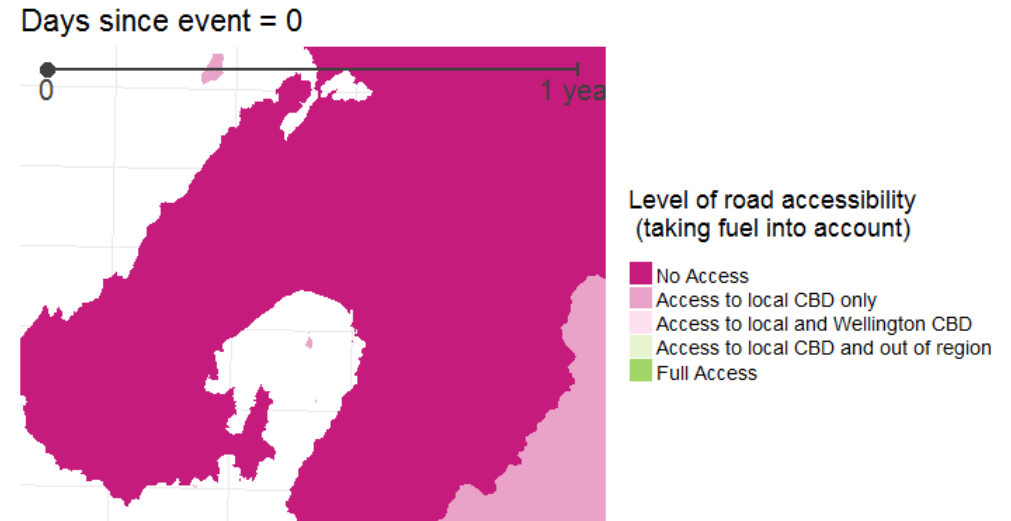 Days since event = 0
0
1 yea
Level of road accessibility
(taking fuel into account)
No Access
Access to local CBD only
Access to local and Wellington CBD
Access to local CBD and out of region
Full Access